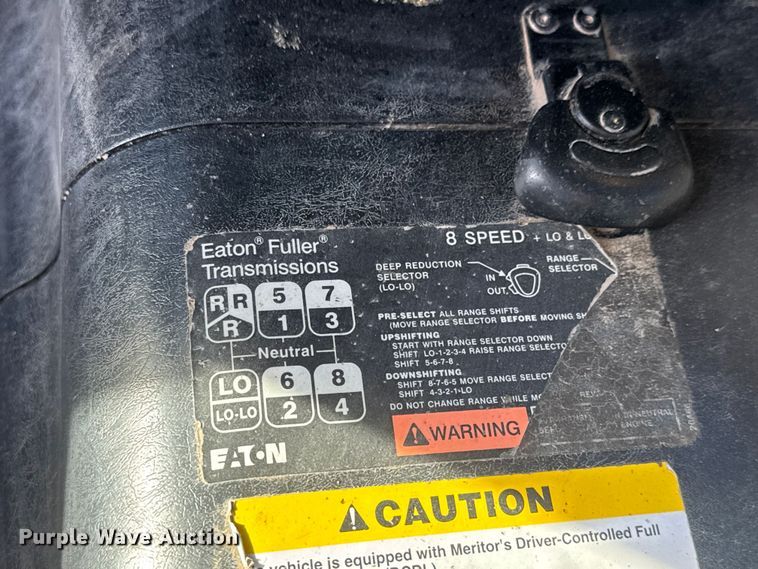 Eaton® Fuller®
Transmissions
8 SPEED + LO &
DEEP REDUCTION
SELECTOR
(LO-LO)
IN
OUT
RANGE
SELECTOR
R R 5 7
R 1 3
Neutral
LO 6 8
LO-LO 2 4
PRE-SELECT ALL RANGE SHIFTS
(MOVE RANGE SELECTOR BEFORE MOVING
UPSHIFTING
START WITH RANGE SELECTOR DOWN
SHIFT LO-1-2-3-4 RAISE RANGE SELECTOR
SHIFT 5-6-7-8
DOWNSHIFTING
SHIFT 8-7-6-5 MOVE RANGE SELECT
SHIFT 4-3-2-1-LO
DO NOT CHANGE RANGE WHILE
EATON
WARNING
CAUTION
vehicle is equipped with Meritor's Driver-Controlled Full
Purple Wave Auction